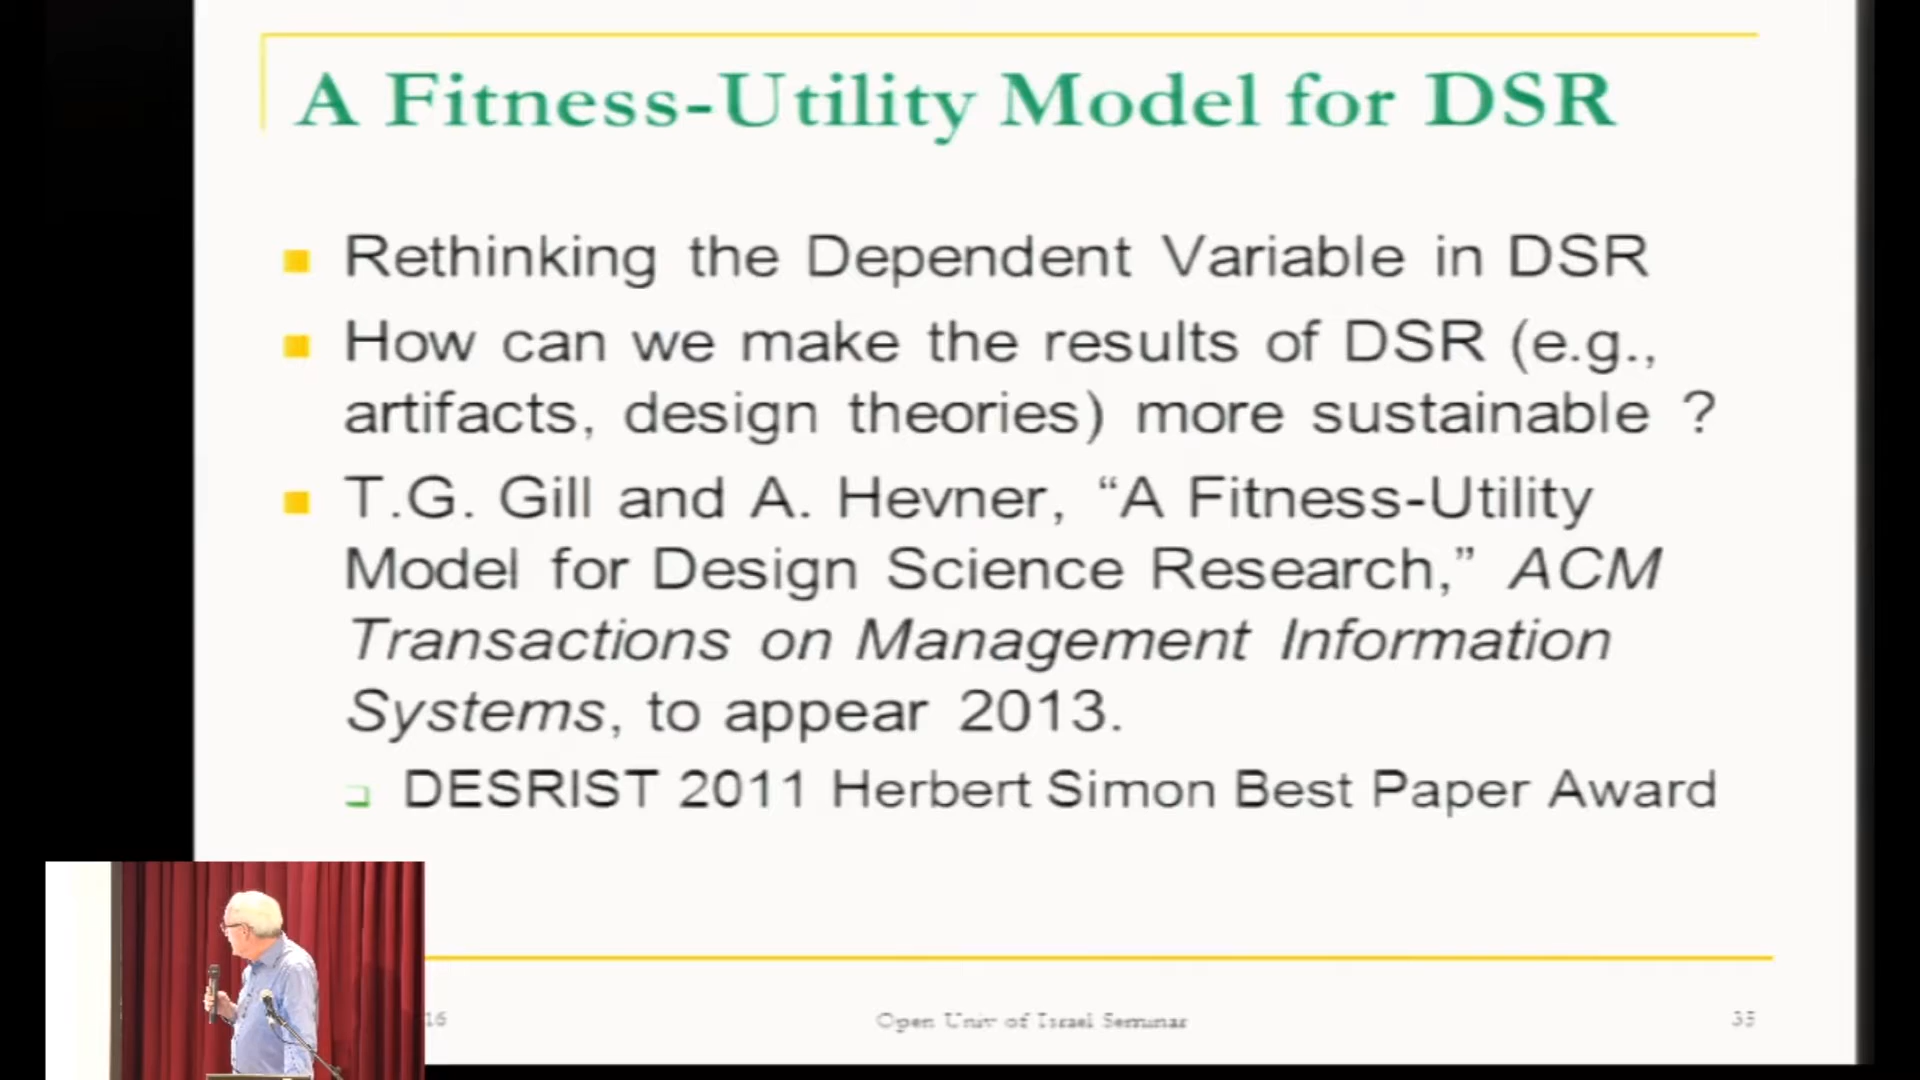 A Fitness-Utility Model for DSR
Rethinking the Dependent Variable in DSR
How can we make the results of DSR (e.g.,
artifacts, design theories) more sustainable ?
T.G. Gill and A. Hevner, “A Fitness-Utility
Model for Design Science Research,” ACM
Transactions on Management Information
Systems, to appear 2013.
DESRIST 2011 Herbert Simon Best Paper Award
16
Open Univ of Israel Seminar
35